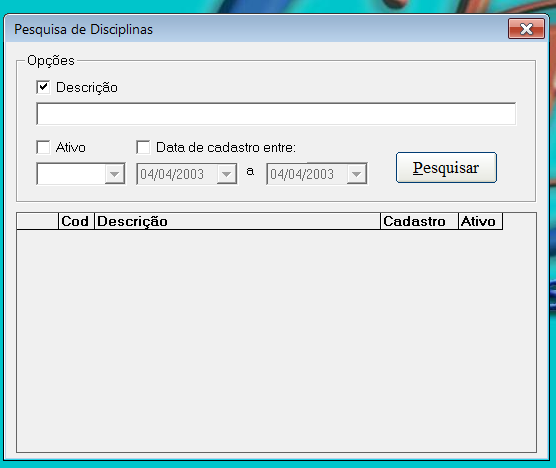 Pesquisa de Disciplinas
Opções
Descrição
Ativo
Data de cadastro entre:
04/04/2003 a 04/04/2003
Pesquisar
Cod Descrição Cadastro Ativo